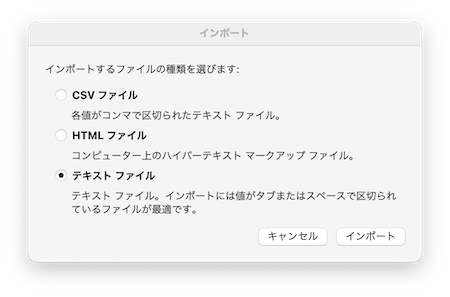 インポート
インポートするファイルの種類を選びます:
CSV ファイル
各値がコンマで区切られたテキスト ファイル。
HTML ファイル
コンピューター上のハイパーテキスト マークアップ ファイル。
テキスト ファイル
テキスト ファイル。インポートには値がタブまたはスペースで区切られ
ているファイルが最適です。
キャンセル
インポート